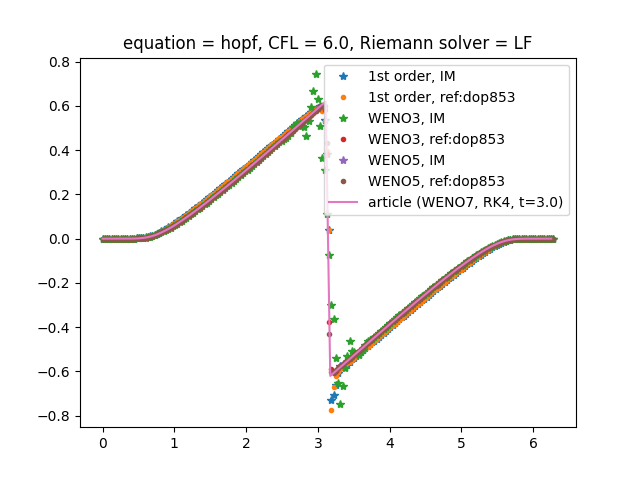 equation = hopf, CFL = 6.0, Riemann solver = LF
0.8
0.6
0.4
0.2
0.0
−0.2
−0.4
−0.6
−0.8
1st order, IM
1st order, ref:dop853
WENO3, IM
WENO3, ref:dop853
WENO5, IM
WENO5, ref:dop853
article (WENO7, RK4, t=3.0)
0 1 2 3 4 5 6